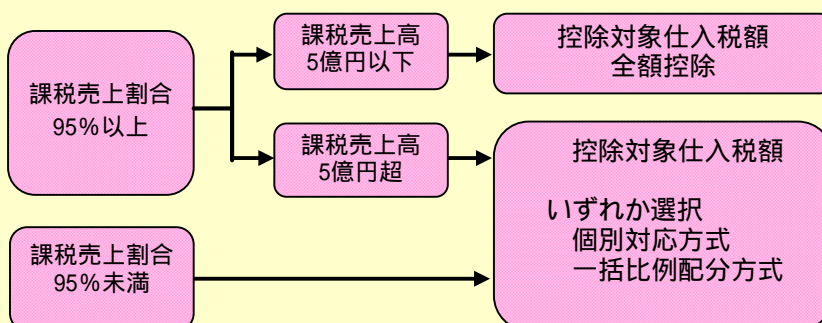 課税売上割合
95%以上
課税売上高
5億円以下
控除対象仕入税額
全額控除
課税売上高
5億円超
控除対象仕入税額
いずれか選択
個別対応方式
一括比例配分方式
課税売上割合
95%未満